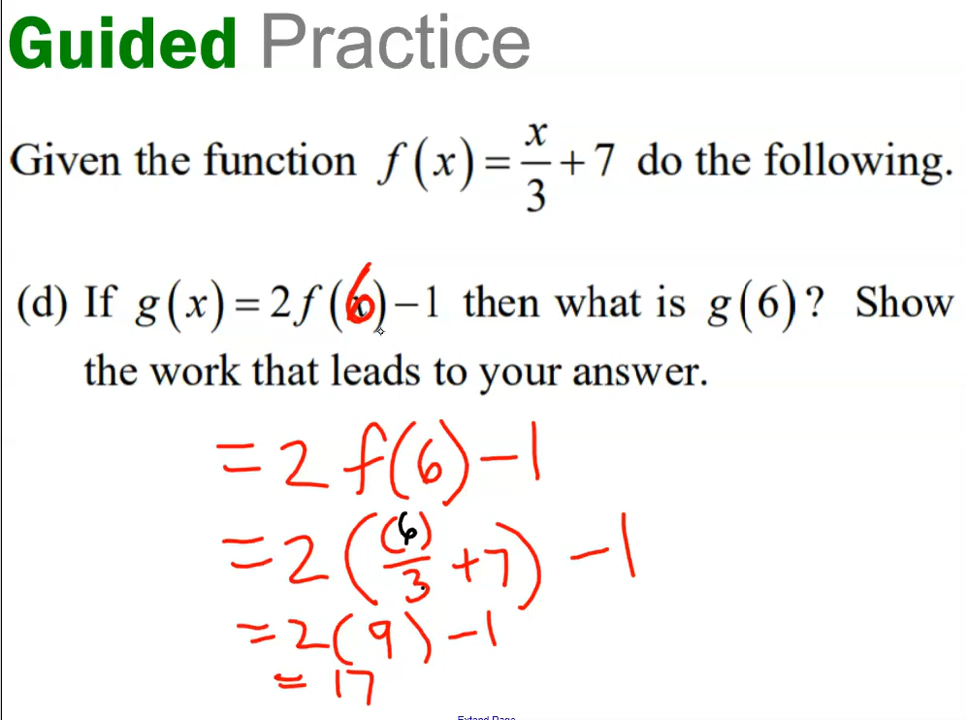 Guided Practice
Given the function f(x) = x/3 + 7 do the following.
(d) If g(x) = 2f(6) − 1 then what is g(6)? Show
the work that leads to your answer.
= 2 f(6) − 1
= 2 ((6)/3 + 7) − 1
= 2(9) − 1
= 17
Extend Page